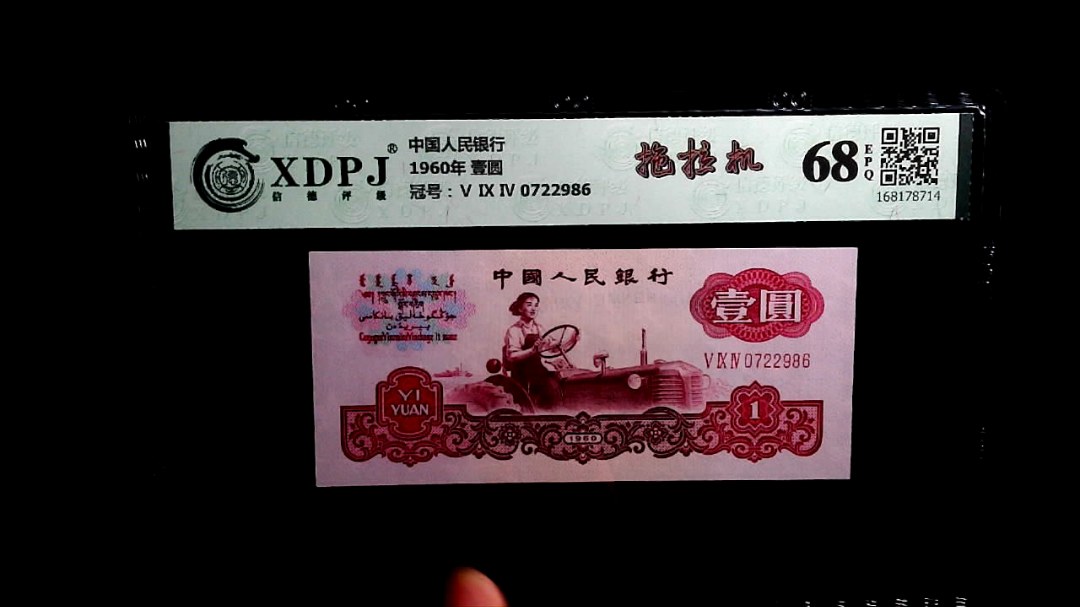 XDPJ®
信德评级
中国人民银行
1960年 壹圆
冠号：V IX IV 0722986
拖拉机
68
EPQ
168178714
中國人民銀行
壹圓
V IX IV 0722986
YI
YUAN
1
1960